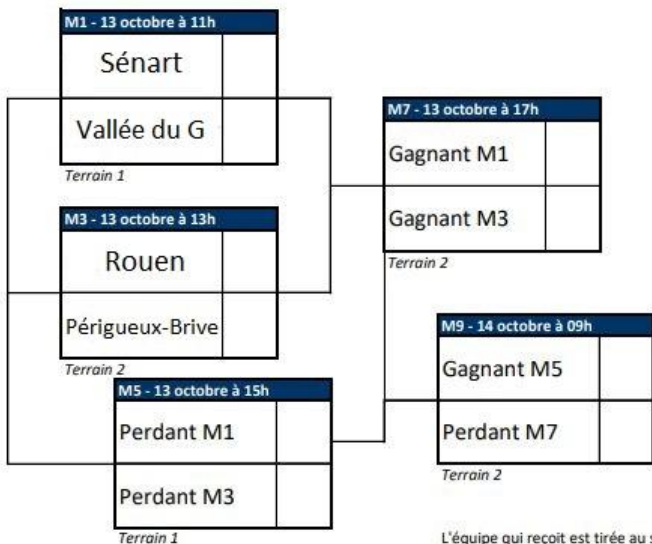 M1 - 13 octobre à 11h
Sénart
Vallée du G
Terrain 1
M3 - 13 octobre à 13h
Rouen
Périgueux-Brive
Terrain 2
M5 - 13 octobre à 15h
Perdant M1
Perdant M3
Terrain 1
M7 - 13 octobre à 17h
Gagnant M1
Gagnant M3
Terrain 2
M9 - 14 octobre à 09h
Gagnant M5
Perdant M7
Terrain 2
L'équipe qui reçoit est tirée au